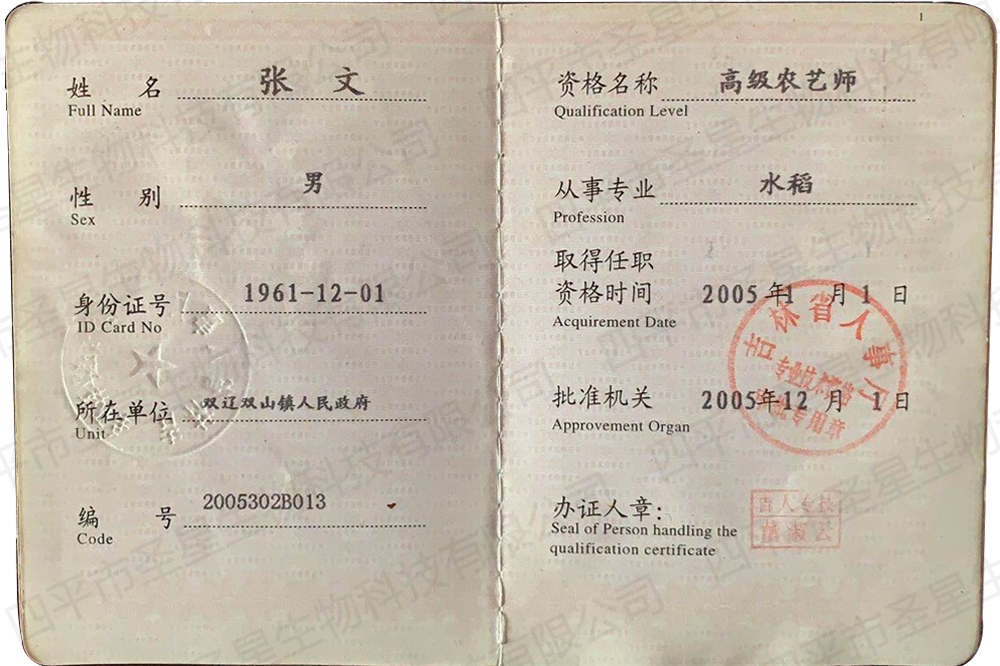 姓 名 张 文
Full Name
性 别 男
Sex
身份证号 1961-12-01
ID Card No
所在单位 双辽双山镇人民政府
Unit
编 号 2005302B013
Code
资格名称 高级农艺师
Qualification Level
从事专业 水稻
Profession
取得任职
资格时间 2005 年1 月 1 日
Acquirement Date
批准机关 2005年12 月 1日
Approvement Organ
吉林省人事厅
办证人章:
Seal of Person handling the
qualification certificate
省人专技
四平市圣星生物科技有限公司